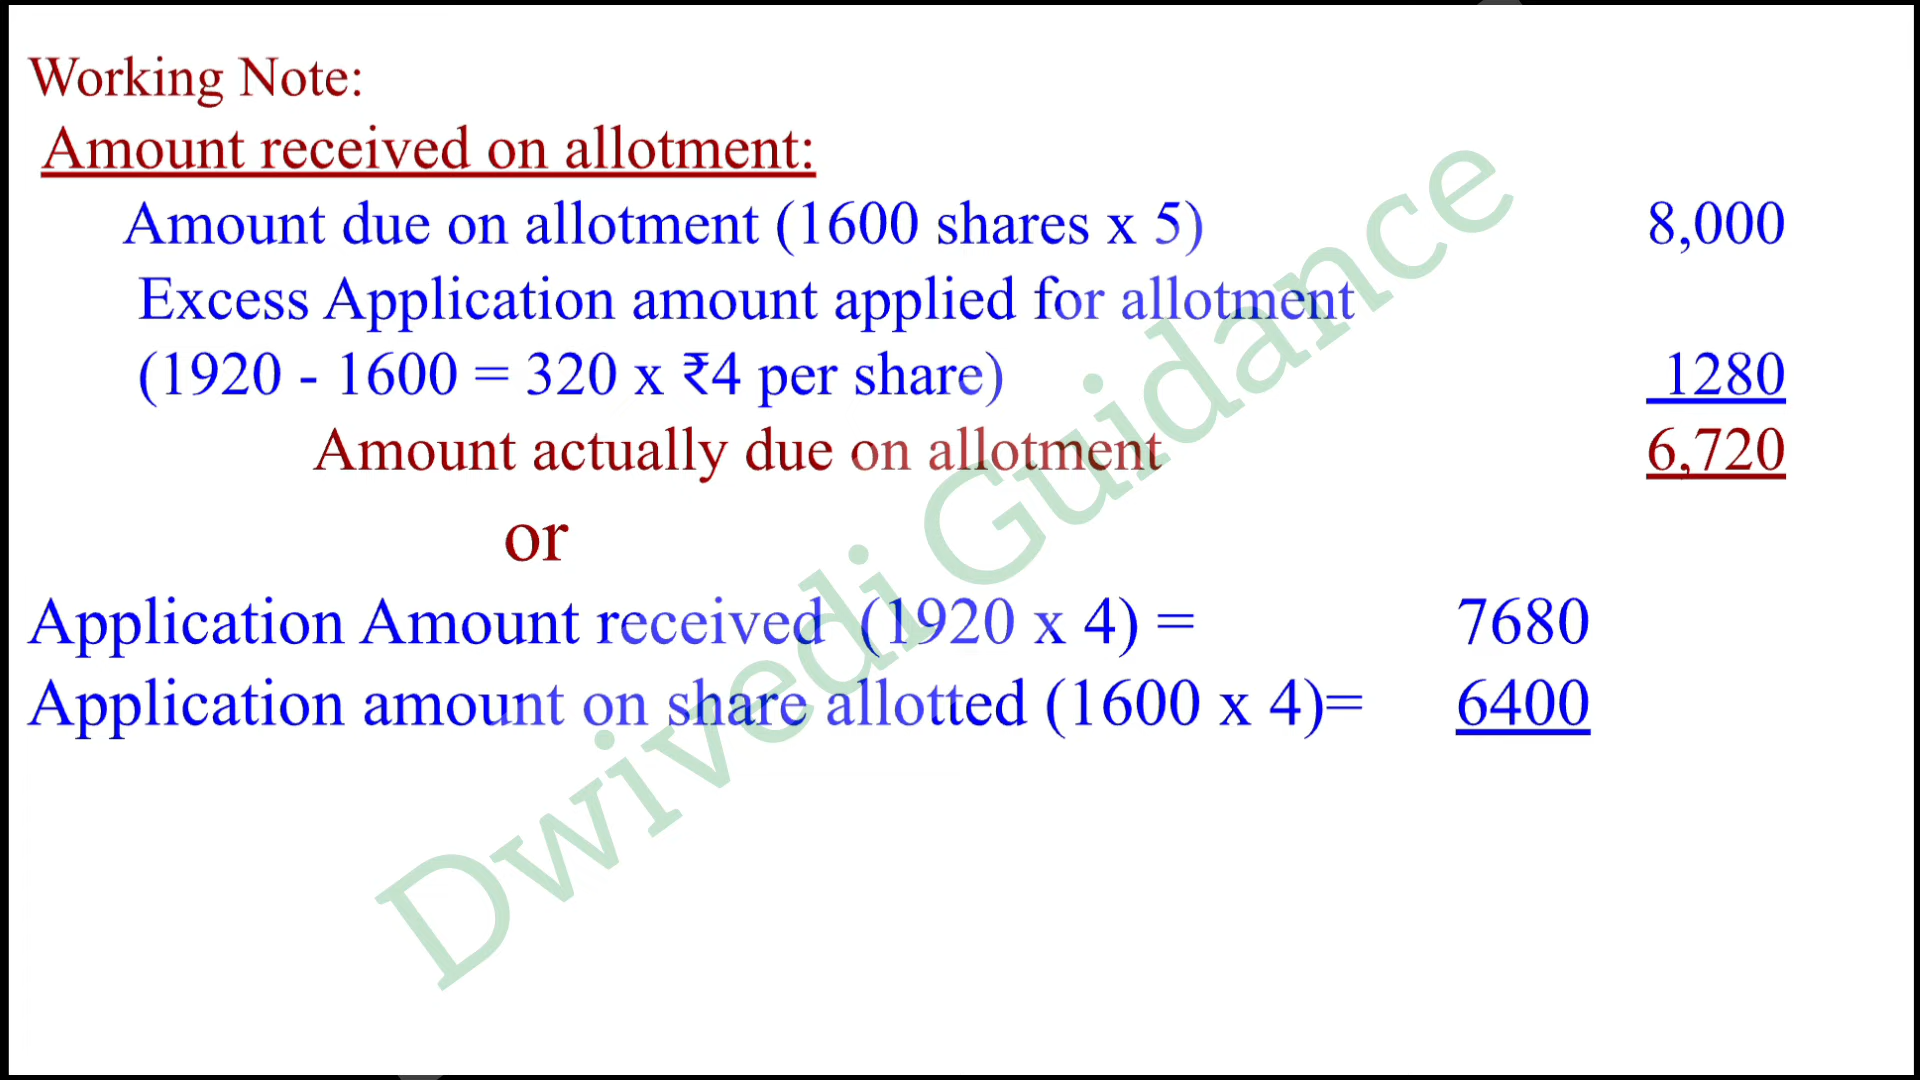 Working Note:
Amount received on allotment:
Amount due on allotment (1600 shares x 5) 8,000
Excess Application amount applied for allotment
(1920 - 1600 = 320 x ₹4 per share) 1280
Amount actually due on allotment 6,720
or
Application Amount received (1920 x 4) = 7680
Application amount on share allotted (1600 x 4)= 6400
Dwivedi Guidance